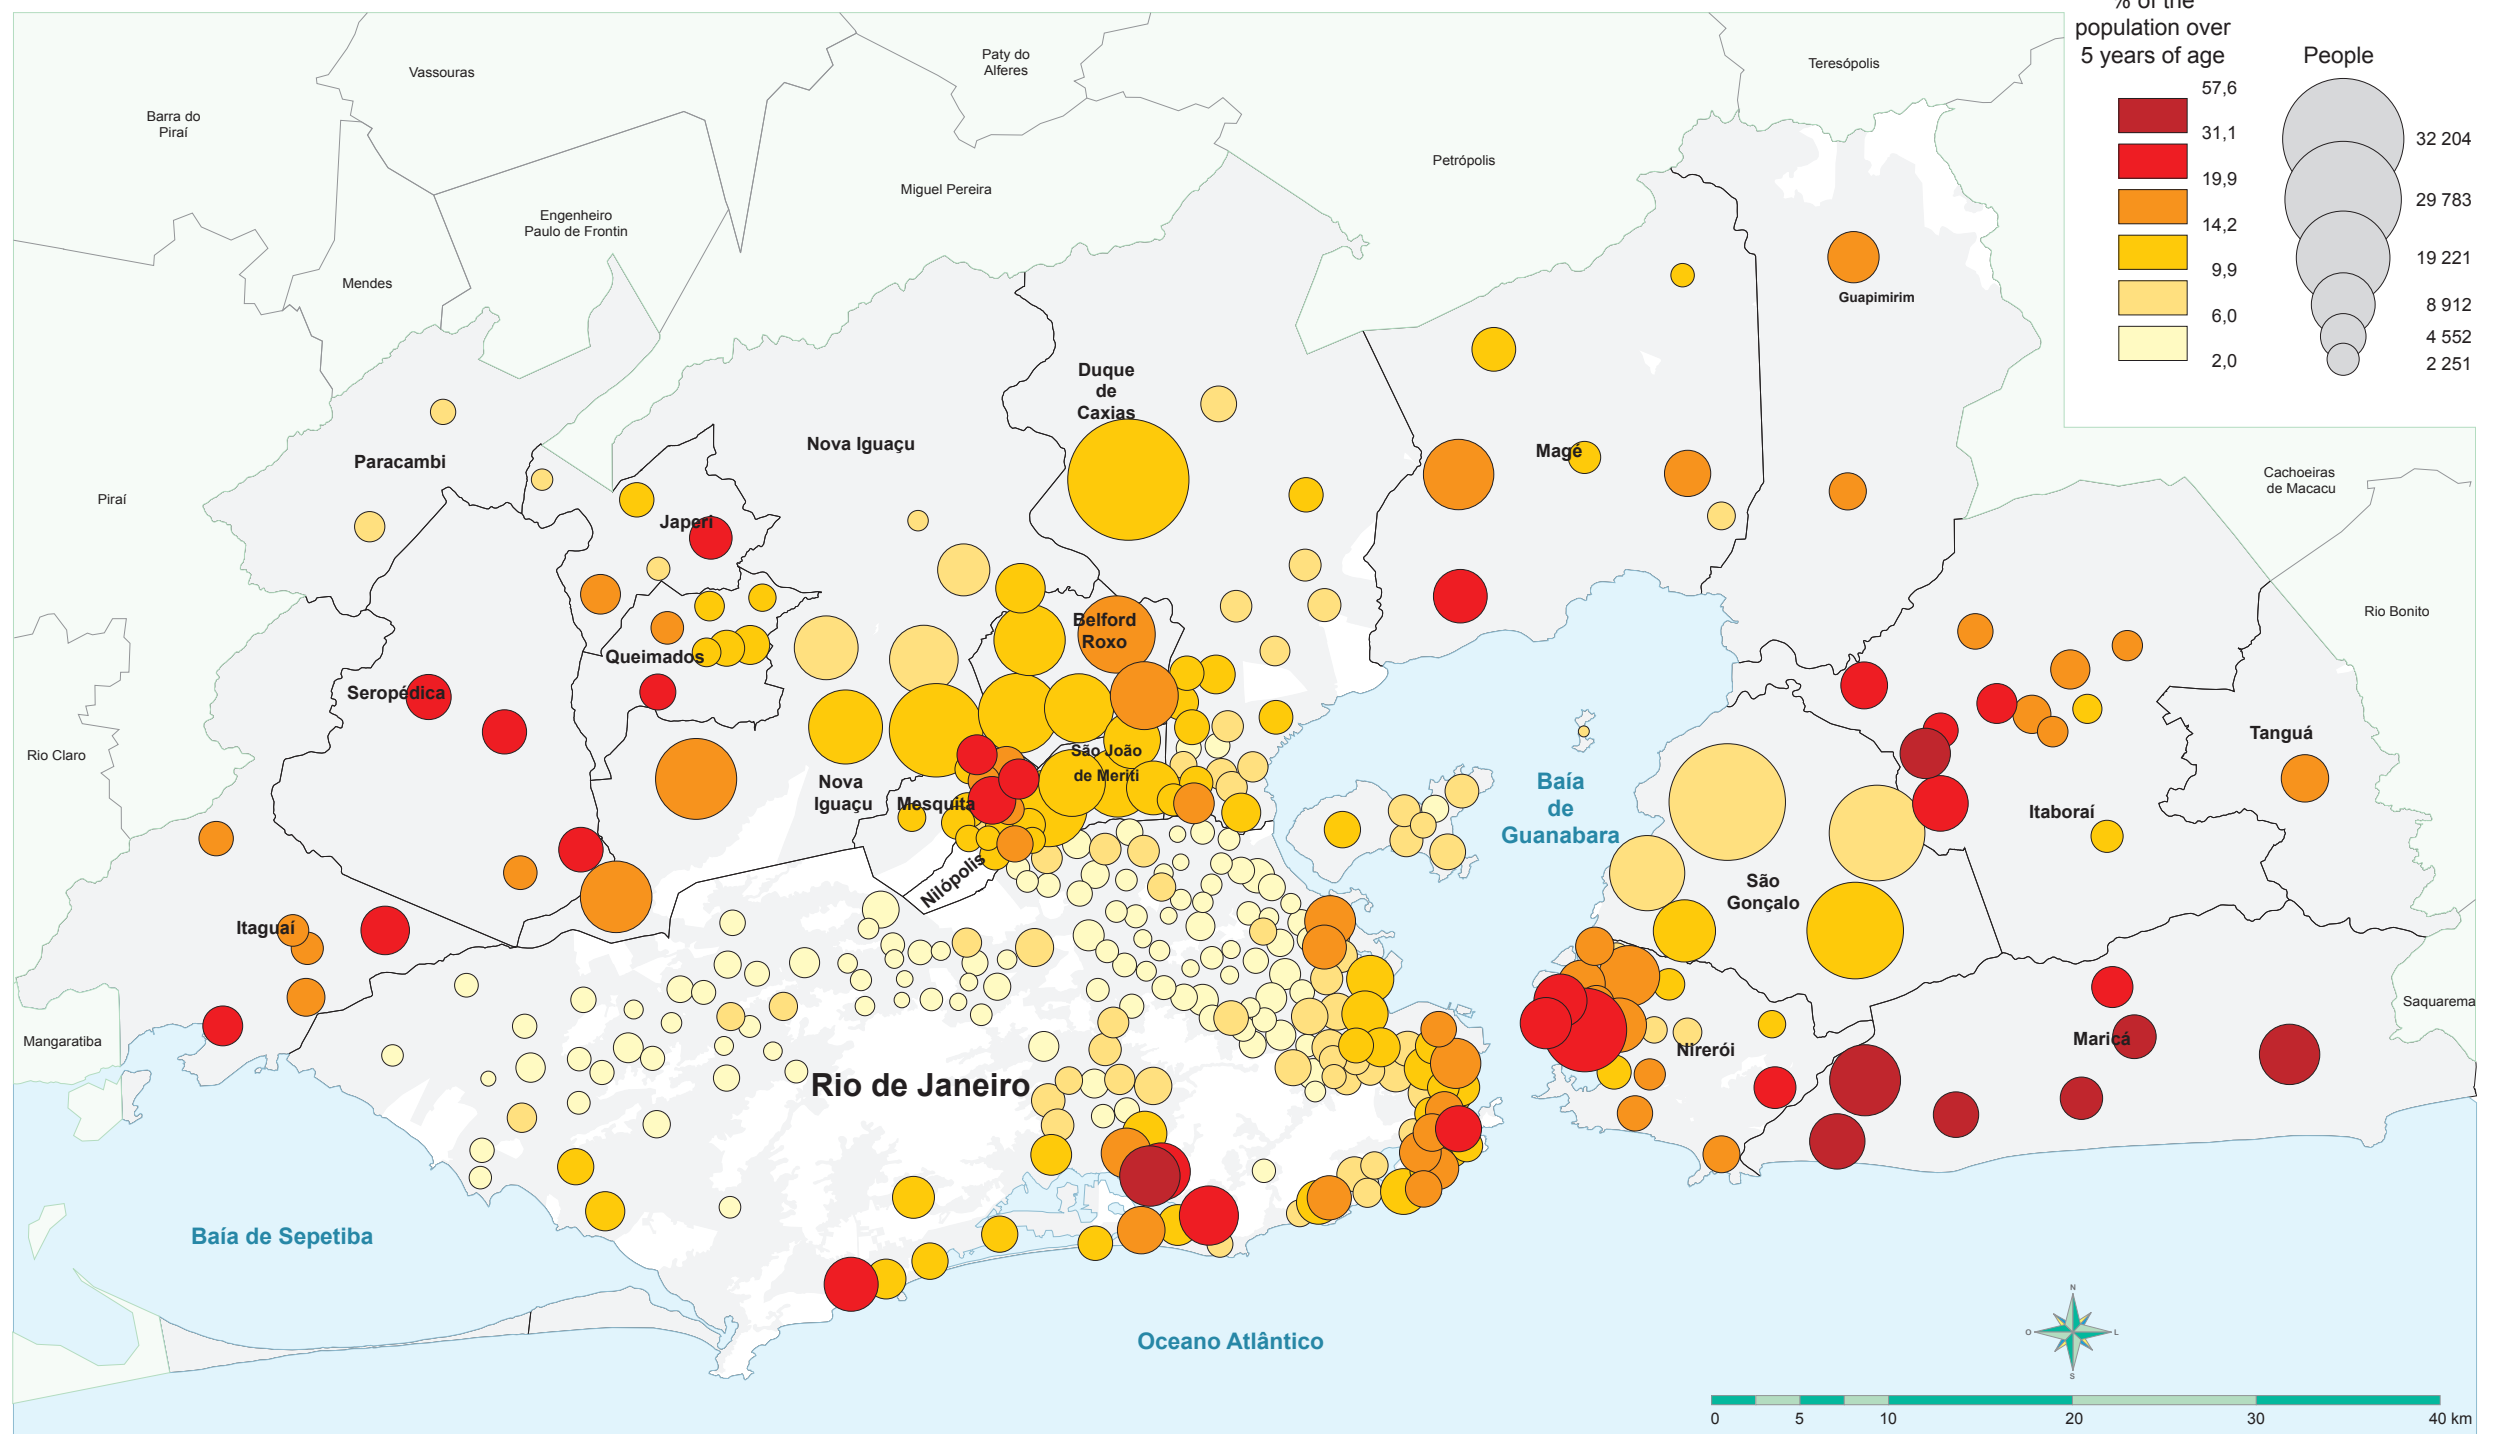 % of the
population over
5 years of age
People
57,6
31,1
19,9
14,2
9,9
6,0
2,0
32 204
29 783
19 221
8 912
4 552
2 251
Vassouras
Paty do
Alferes
Teresópolis
Barra do
Piraí
Petrópolis
Miguel Pereira
Engenheiro
Paulo de Frontin
Mendes
Guapimirim
Duque
de
Caxias
Nova Iguaçu
Paracambi
Magé
Cachoeiras
de Macacu
Piraí
Japeri
Belford
Roxo
Rio Bonito
Queimados
Seropédica
Tanguá
Rio Claro
São João
de Meriti
Nova
Iguaçu
Mesquita
Baía
de
Guanabara
Itaboraí
Nilópolis
São
Gonçalo
Itaguaí
Saquarema
Mangaratiba
Maricá
Nirerói
Rio de Janeiro
Baía de Sepetiba
Oceano Atlântico
N
O
L
S
0
5
10
20
30
40 km